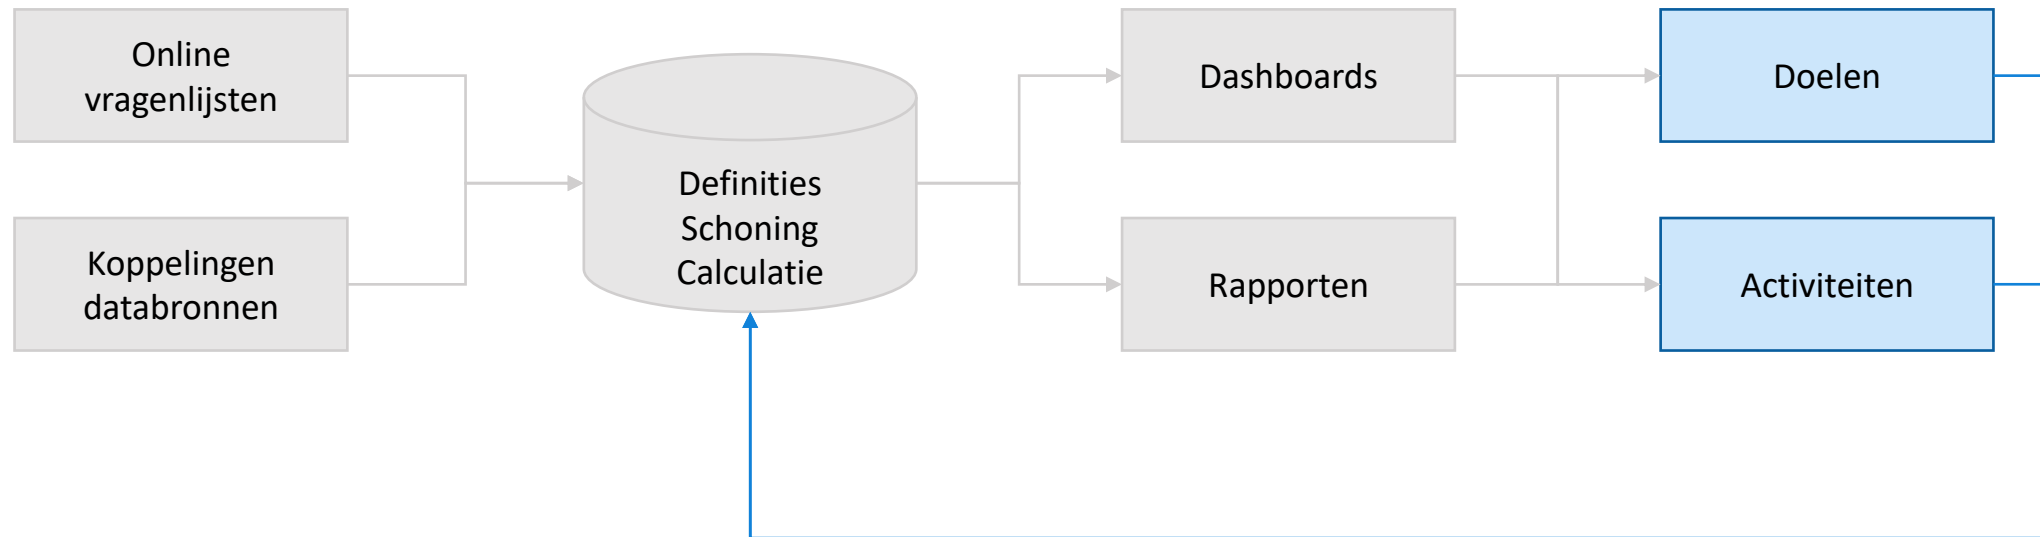 Online
vragenlijsten
Koppelingen
databronnen
Definities
Schoning
Calculatie
Dashboards
Rapporten
Doelen
Activiteiten